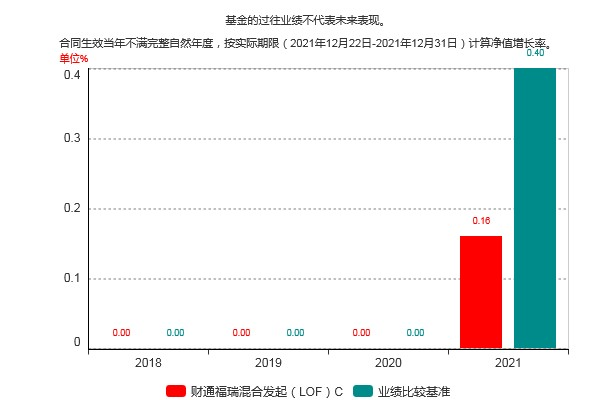 基金的过往业绩不代表未来表现。
合同生效当年不满完整自然年度，按实际期限（2021年12月22日-2021年12月31日）计算净值增长率。
单位%
0.4
0.40
0.3
0.2
0.16
0.1
0
0.00 0.00 0.00 0.00 0.00 0.00
2018 2019 2020 2021
财通福瑞混合发起（LOF）C 业绩比较基准